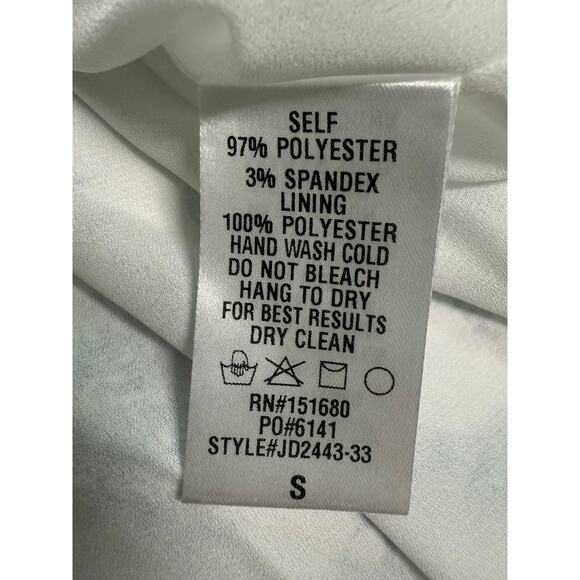 SELF
97% POLYESTER
3% SPANDEX
LINING
100% POLYESTER
HAND WASH COLD
DO NOT BLEACH
HANG TO DRY
FOR BEST RESULTS
DRY CLEAN
RN#151680
PO#6141
STYLE#JD2443-33
S